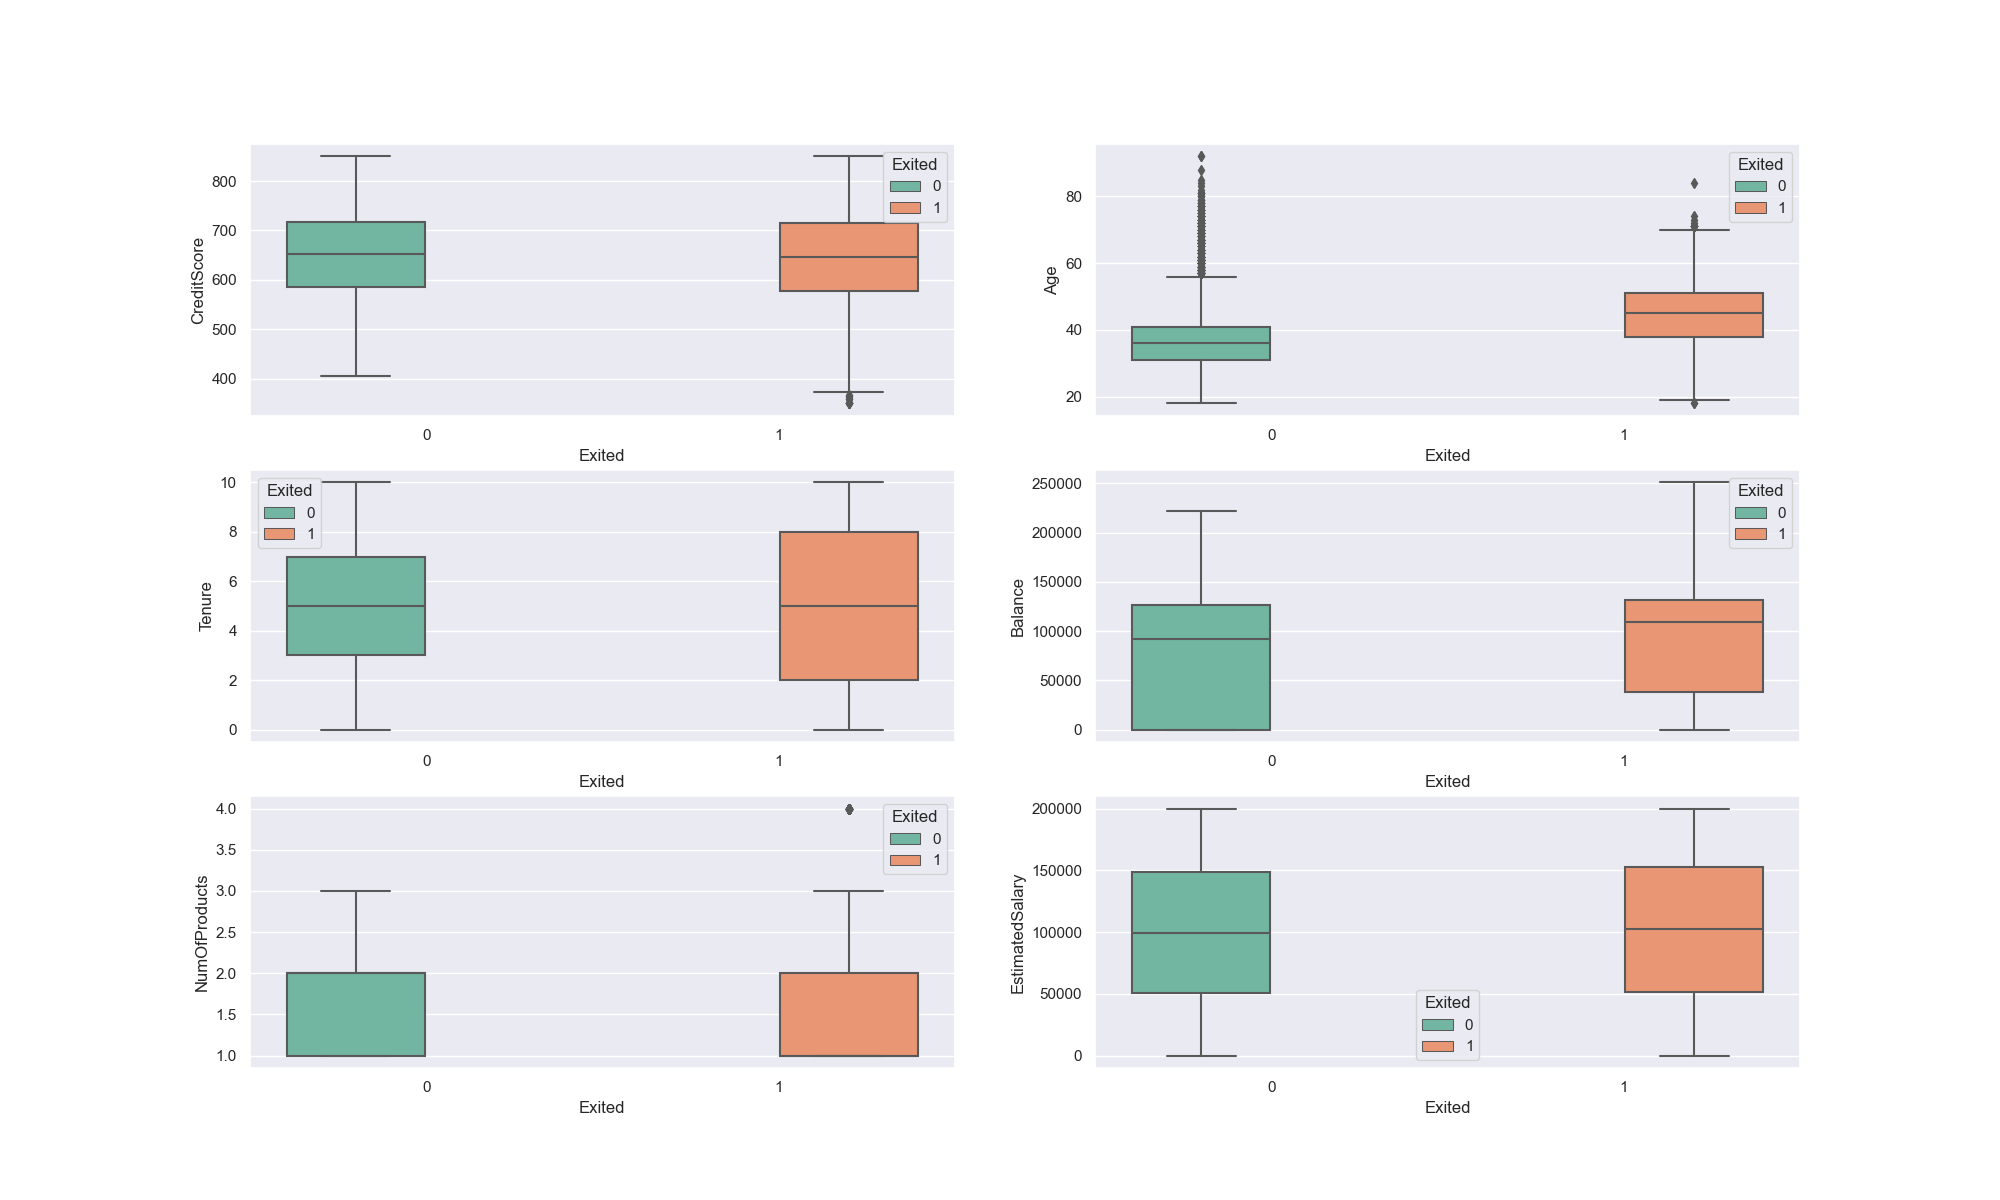 CreditScore
800
700
600
500
400
Exited
0
1
0 1
Exited
Age
80
60
40
20
Exited
0
1
0 1
Exited
Tenure
10
8
6
4
2
0
Exited
0
1
0 1
Exited
Balance
250000
200000
150000
100000
50000
0
Exited
0
1
0 1
Exited
NumOfProducts
4.0
3.5
3.0
2.5
2.0
1.5
1.0
Exited
0
1
0 1
Exited
EstimatedSalary
200000
150000
100000
50000
0
Exited
0
1
0 1
Exited